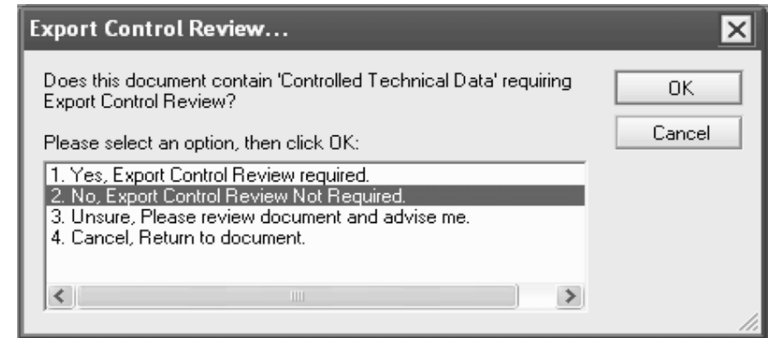 Export Control Review...
Does this document contain 'Controlled Technical Data' requiring
Export Control Review?
OK
Cancel
Please select an option, then click OK:
1. Yes, Export Control Review required.
2. No, Export Control Review Not Required.
3. Unsure, Please review document and advise me.
4. Cancel, Return to document.